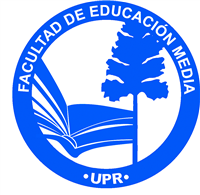 FACULTAD DE EDUCACIÓN MEDIA
•UPR•